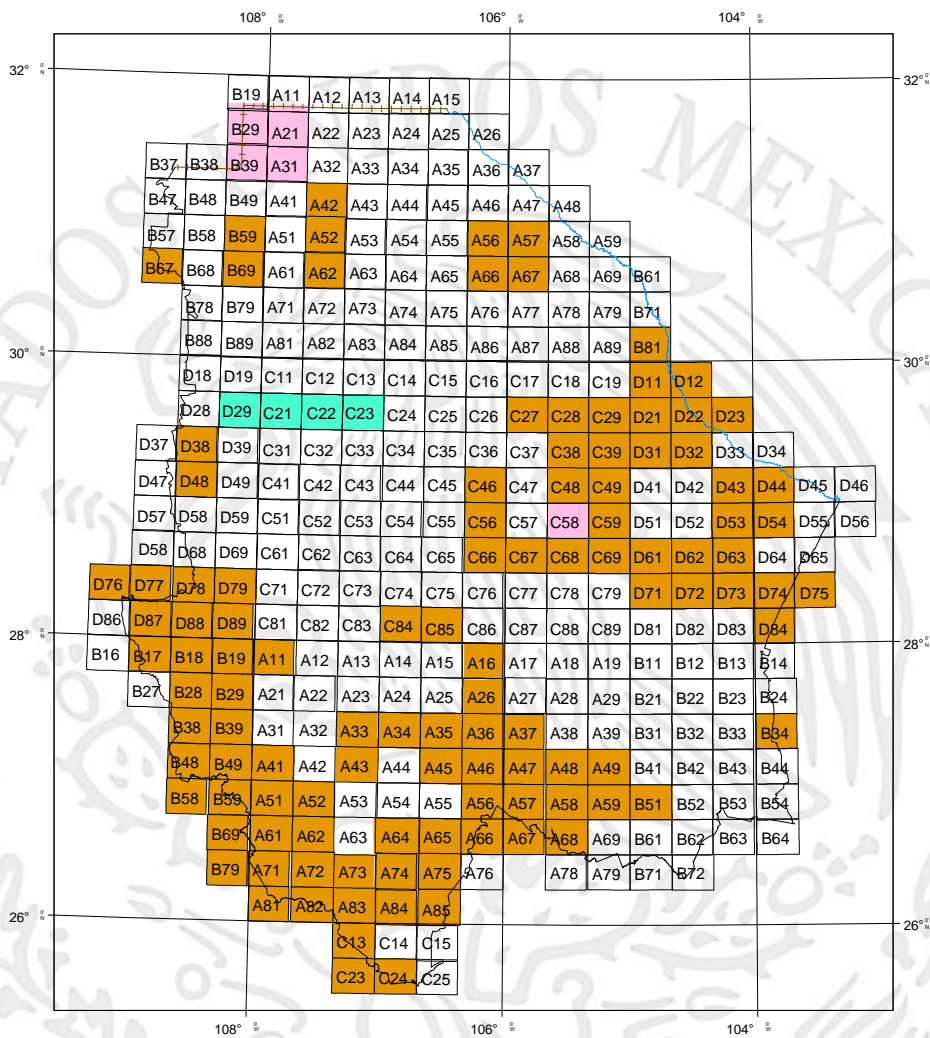 108° 106° 104°
32° 32°
B19 A11 A12 A13 A14 A15
B29 A21 A22 A23 A24 A25 A26
B37 B38 B39 A31 A32 A33 A34 A35 A36 A37
B47 B48 B49 A41 A42 A43 A44 A45 A46 A47 A48
B57 B58 B59 A51 A52 A53 A54 A55 A56 A57 A58 A59
B67 B68 B69 A61 A62 A63 A64 A65 A66 A67 A68 A69 B61
B78 B79 A71 A72 A73 A74 A75 A76 A77 A78 A79 B71
B88 B89 A81 A82 A83 A84 A85 A86 A87 A88 A89 B81
30° 30°
D18 D19 C11 C12 C13 C14 C15 C16 C17 C18 C19 D11 D12
D28 D29 C21 C22 C23 C24 C25 C26 C27 C28 C29 D21 D22 D23
D37 D38 D39 C31 C32 C33 C34 C35 C36 C37 C38 C39 D31 D32 D33 D34
D47 D48 D49 C41 C42 C43 C44 C45 C46 C47 C48 C49 D41 D42 D43 D44 D45 D46
D57 D58 D59 C51 C52 C53 C54 C55 C56 C57 C58 C59 D51 D52 D53 D54 D55 D56
D58 D68 D69 C61 C62 C63 C64 C65 C66 C67 C68 C69 D61 D62 D63 D64 D65
D76 D77 D78 D79 C71 C72 C73 C74 C75 C76 C77 C78 C79 D71 D72 D73 D74 D75
D86 D87 D88 D89 C81 C82 C83 C84 C85 C86 C87 C88 C89 D81 D82 D83 D84
28° 28°
B16 B17 B18 B19 A11 A12 A13 A14 A15 A16 A17 A18 A19 B11 B12 B13 B14
B27 B28 B29 A21 A22 A23 A24 A25 A26 A27 A28 A29 B21 B22 B23 B24
B38 B39 A31 A32 A33 A34 A35 A36 A37 A38 A39 B31 B32 B33 B34
B48 B49 A41 A42 A43 A44 A45 A46 A47 A48 A49 B41 B42 B43 B44
B58 B59 A51 A52 A53 A54 A55 A56 A57 A58 A59 B51 B52 B53 B54
B69 A61 A62 A63 A64 A65 A66 A67 A68 A69 B61 B62 B63 B64
B79 A71 A72 A73 A74 A75 A76 A78 A79 B71 B72
A81 A82 A83 A84 A85
26° 26°
C13 C14 C15
C23 C24 C25
108° 106° 104°